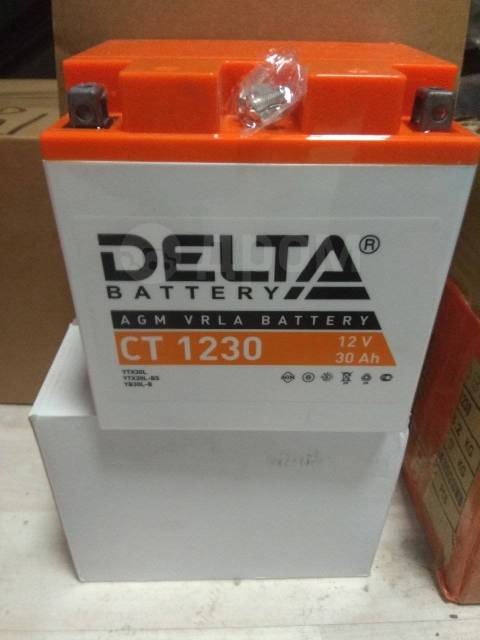 DELTA®
BATTERY
AGM VRLA BATTERY
CT 1230
12 V
30 Ah
YTX30L
YTX30L-BS
YB30L-B